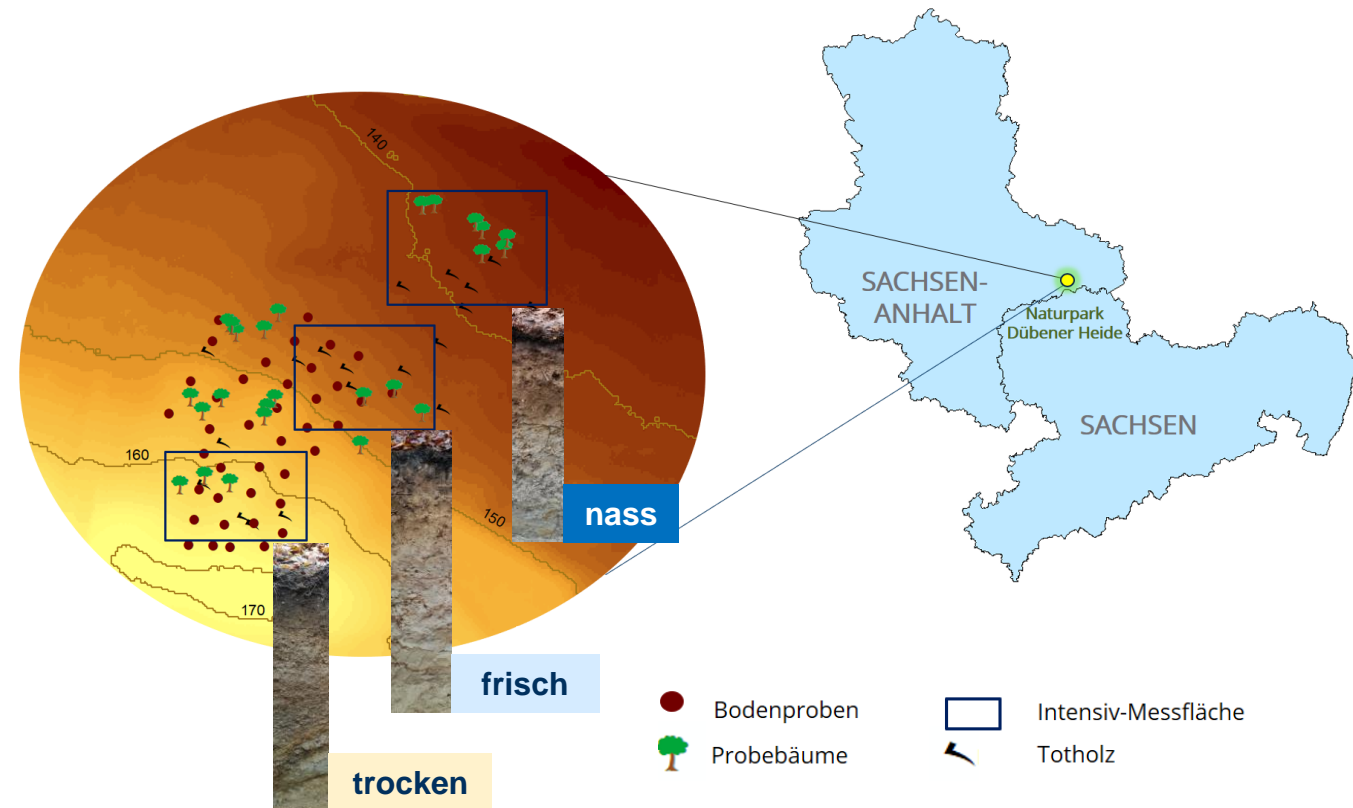 140
160
150
170
nass
frisch
trocken
SACHSEN-
ANHALT
Naturpark
Dübener Heide
SACHSEN
Bodenproben
Intensiv-Messfläche
Probebäume
Totholz